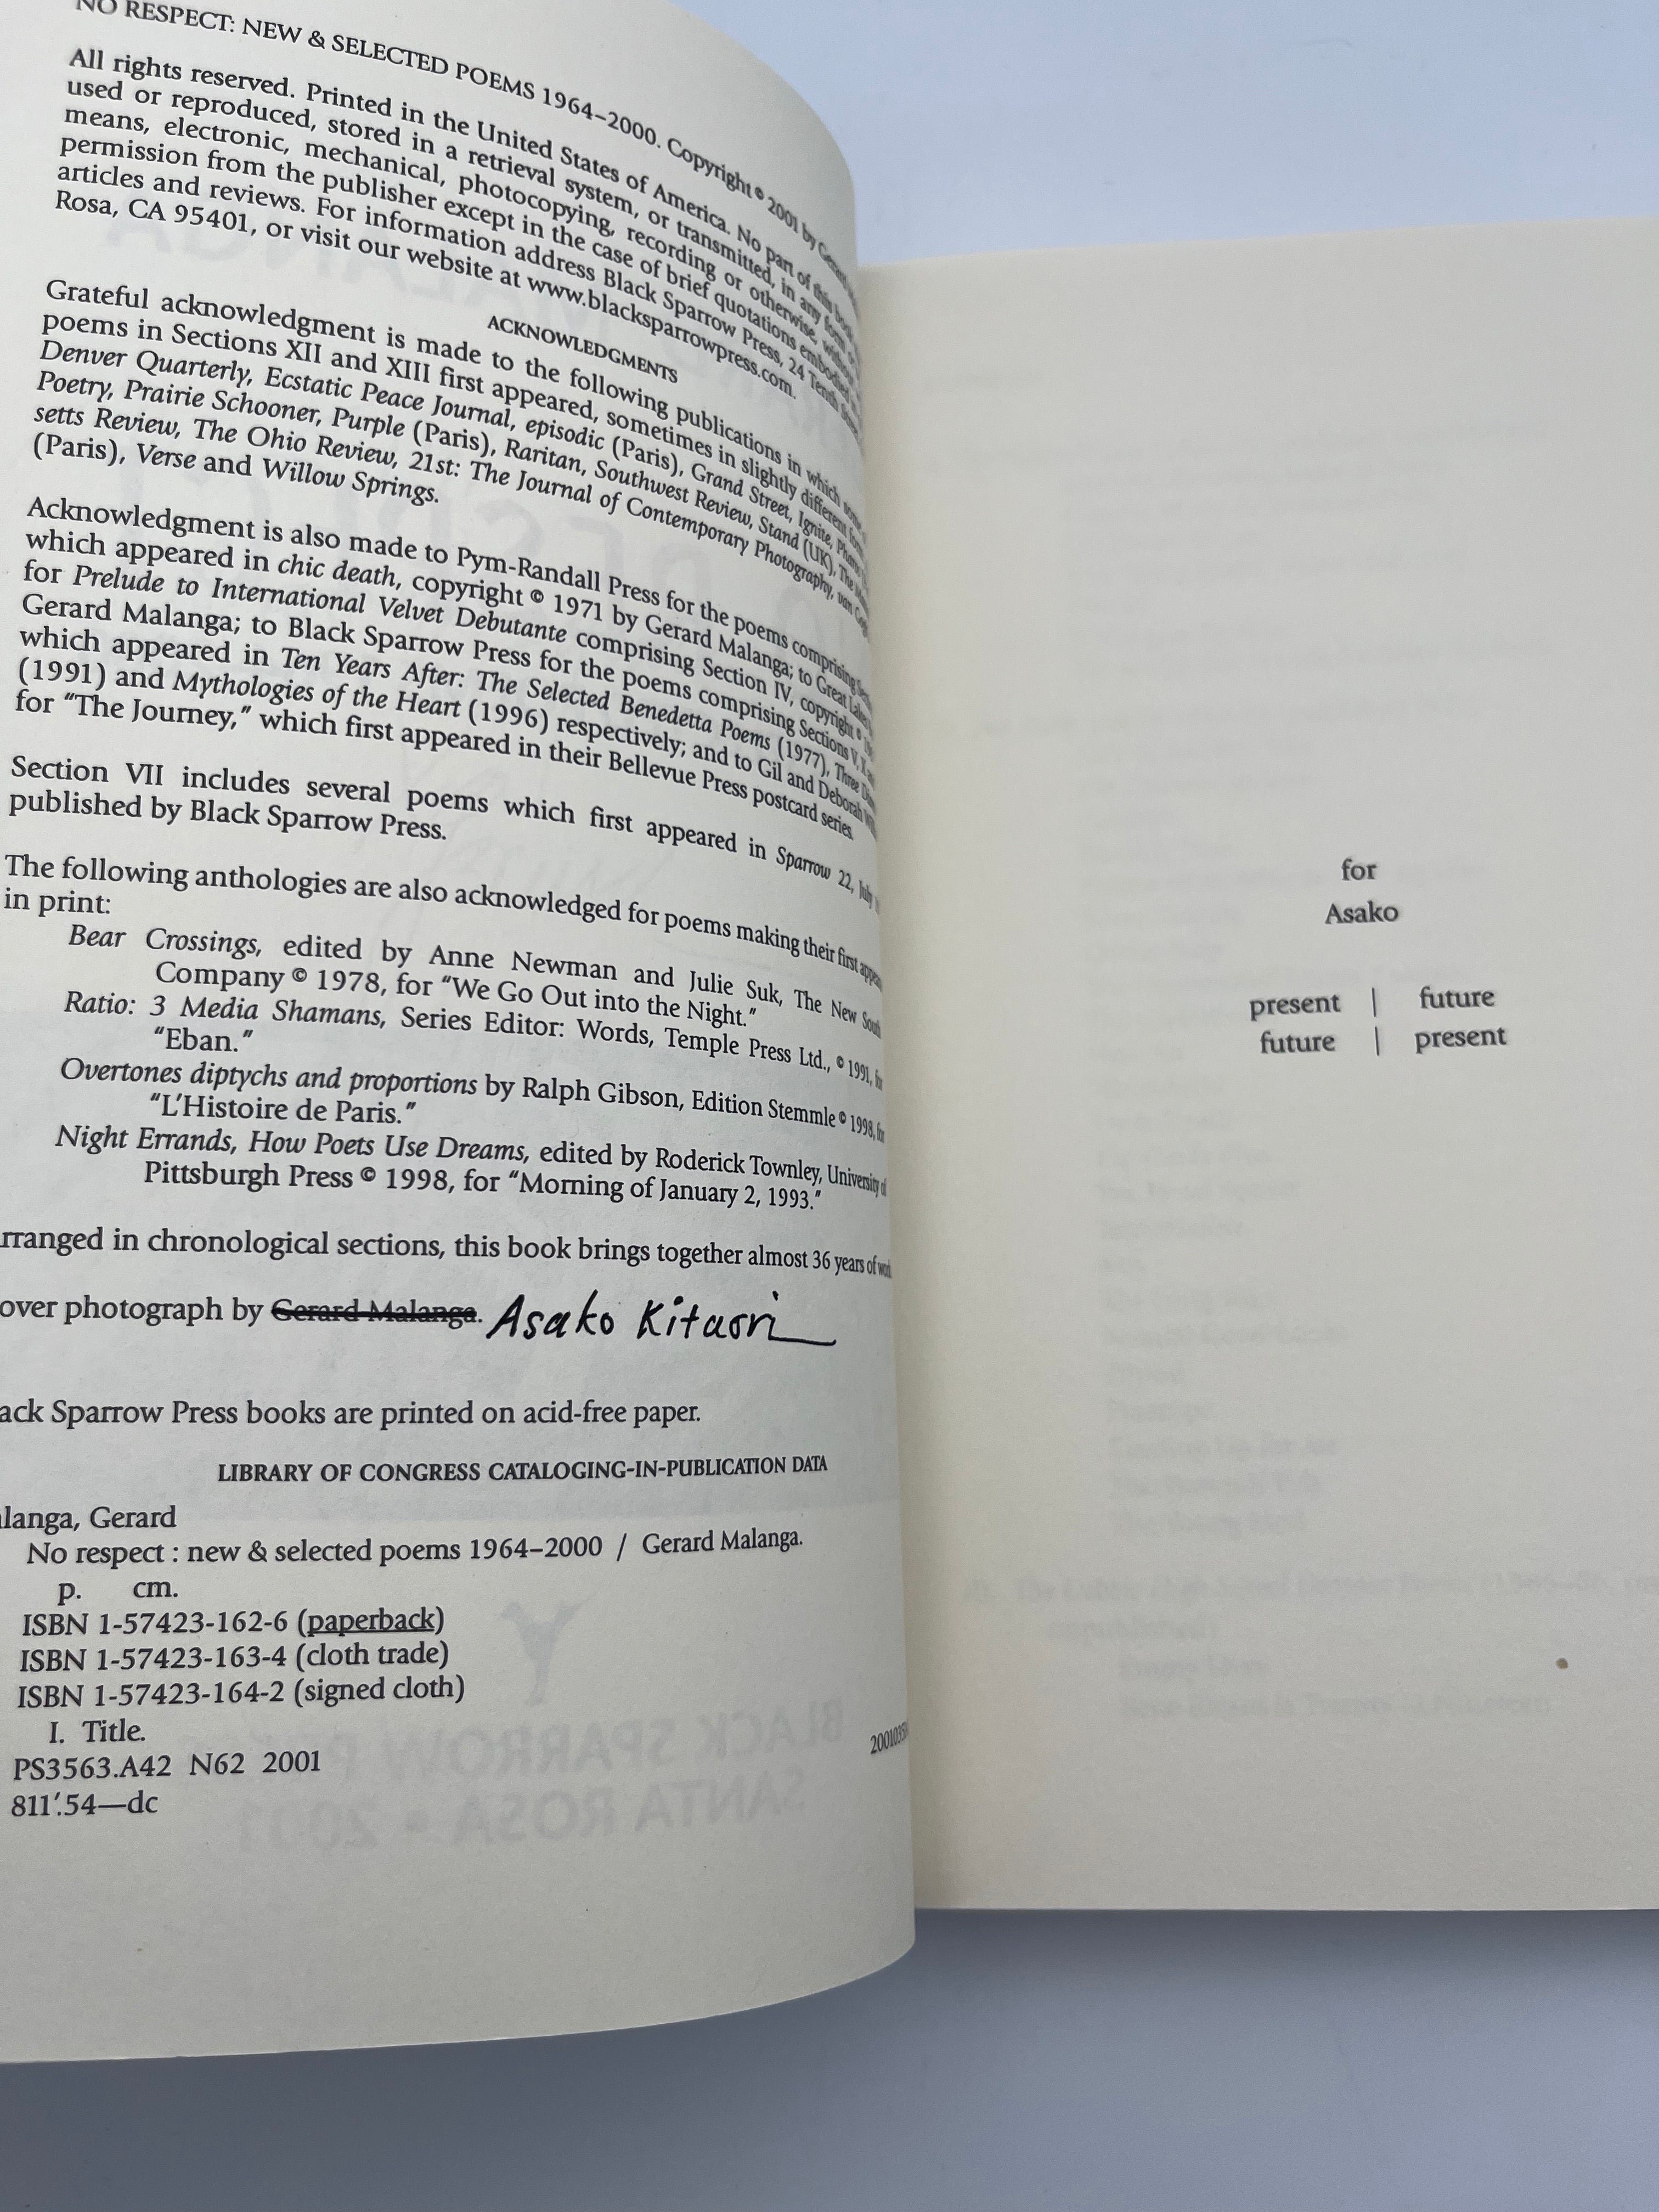 NO RESPECT: NEW & SELECTED POEMS 1964–2000. Copyright © 2001 by Gerard
All rights reserved. Printed in the United States of America. No part of this book
used or reproduced, stored in a retrieval system, or transmitted, in any form or
means, electronic, mechanical, photocopying, recording or otherwise, without
permission from the publisher except in the case of brief quotations embodied
articles and reviews. For information address Black Sparrow Press, 24 Tenth Street,
Rosa, CA 95401, or visit our website at www.blacksparrowpress.com.
ACKNOWLEDGMENTS
Grateful acknowledgment is made to the following publications in which some
poems in Sections XII and XIII first appeared, sometimes in slightly different form
Denver Quarterly, Ecstatic Peace Journal, episodic (Paris), Grand Street, Ignite,
Poetry, Prairie Schooner, Purple (Paris), Raritan, Southwest Review, Stand (UK), The
setts Review, The Ohio Review, 21st: The Journal of Contemporary Photography, van
(Paris), Verse and Willow Springs.
Acknowledgment is also made to Pym-Randall Press for the poems comprising
which appeared in chic death, copyright © 1971 by Gerard Malanga; to Great Lakes
for Prelude to International Velvet Debutante comprising Section IV, copyright ©
Gerard Malanga; to Black Sparrow Press for the poems comprising Sections V, X
which appeared in Ten Years After: The Selected Benedetta Poems (1977), Three
(1991) and Mythologies of the Heart (1996) respectively; and to Gil and Deborah
for “The Journey,” which first appeared in their Bellevue Press postcard series.
Section VII includes several poems which first appeared in Sparrow 22, July
published by Black Sparrow Press.
The following anthologies are also acknowledged for poems making their first
in print:
Bear Crossings, edited by Anne Newman and Julie Suk, The New South
Company © 1978, for “We Go Out into the Night.”
Ratio: 3 Media Shamans, Series Editor: Words, Temple Press Ltd., © 1991, for
“Eban.”
Overtones diptychs and proportions by Ralph Gibson, Edition Stemmle © 1998, for
“L’Histoire de Paris.”
Night Errands, How Poets Use Dreams, edited by Roderick Townley, University of
Pittsburgh Press © 1998, for “Morning of January 2, 1993.”
rranged in chronological sections, this book brings together almost 36 years of work
over photograph by Gerard Malanga. Asako Kitaori
ack Sparrow Press books are printed on acid-free paper.
LIBRARY OF CONGRESS CATALOGING-IN-PUBLICATION DATA
langa, Gerard
No respect : new & selected poems 1964–2000 / Gerard Malanga.
p. cm.
ISBN 1-57423-162-6 (paperback)
ISBN 1-57423-163-4 (cloth trade)
ISBN 1-57423-164-2 (signed cloth)
I. Title.
PS3563.A42 N62 2001
811'.54—dc
for
Asako
present | future
future | present